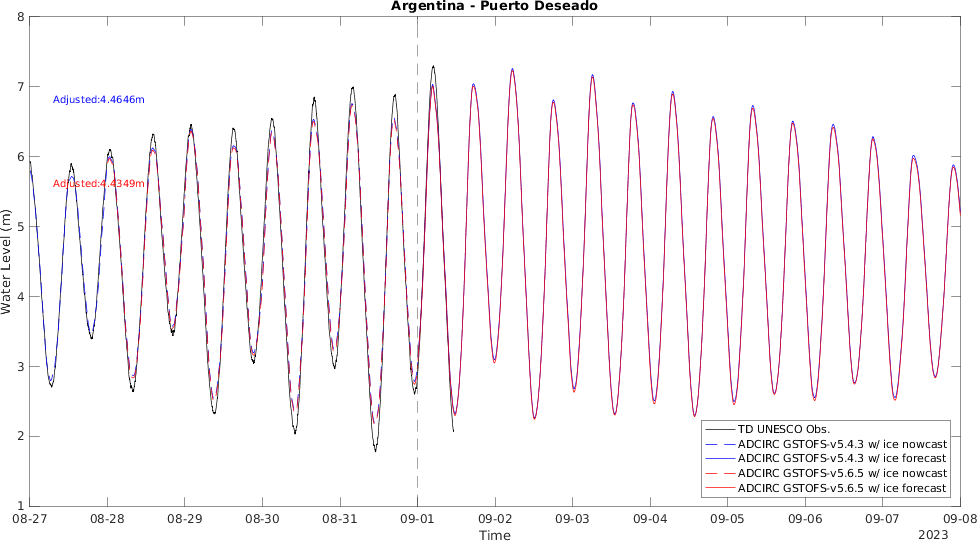 Argentina - Puerto Deseado
8
7
6
5
4
3
2
1
Water Level (m)
Adjusted:4.4646m
Adjusted:4.4349m
TD UNESCO Obs.
ADCIRC GSTOFS-v5.4.3 w/ ice nowcast
ADCIRC GSTOFS-v5.4.3 w/ ice forecast
ADCIRC GSTOFS-v5.6.5 w/ ice nowcast
ADCIRC GSTOFS-v5.6.5 w/ ice forecast
08-27 08-28 08-29 08-30 08-31 09-01 09-02 09-03 09-04 09-05 09-06 09-07 09-08
Time
2023